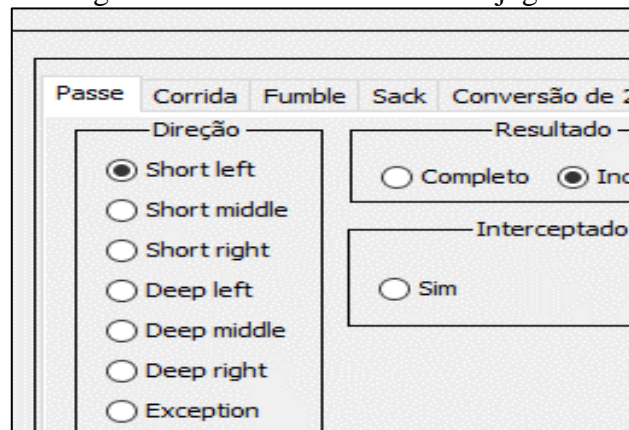 Passe Corrida Fumble Sack Conversão de
Direção
Short left
Short middle
Short right
Deep left
Deep middle
Deep right
Exception
Resultado
Completo
Interceptado
Sim